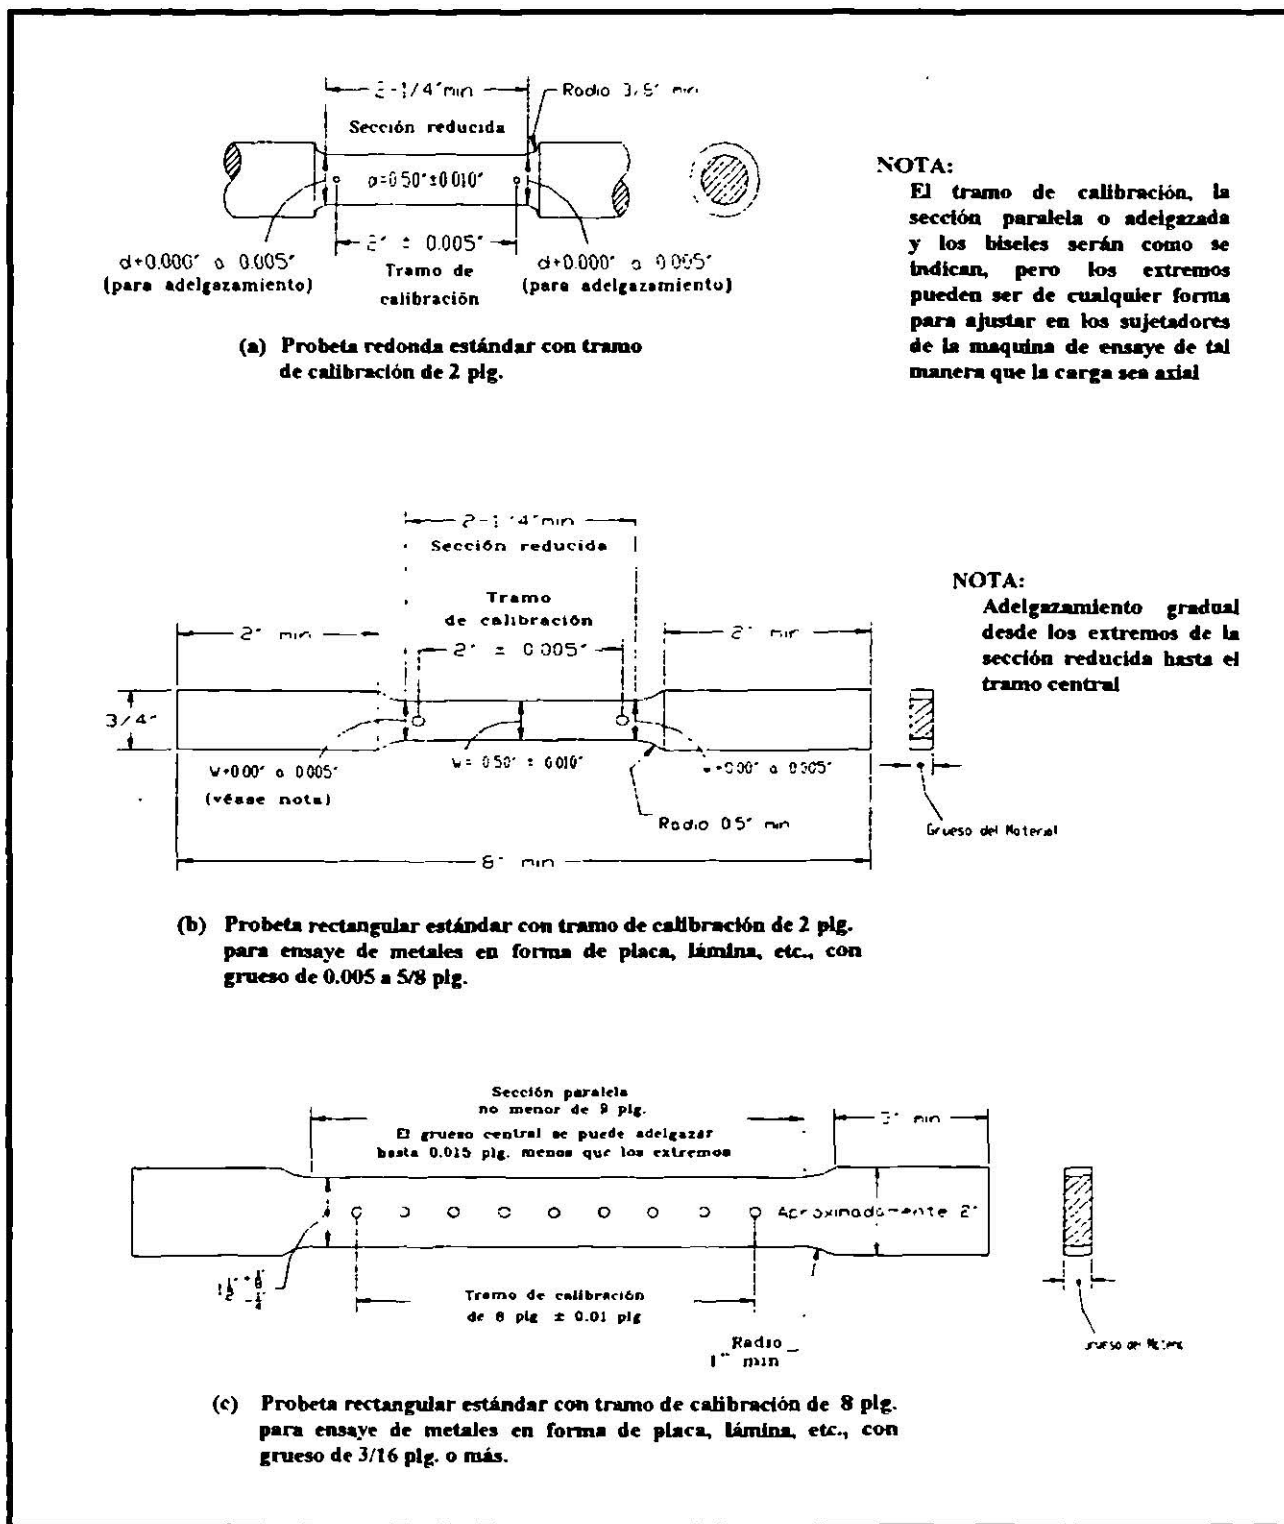 2-1/4" min
Radio 3/8" min
Sección reducida
d=0.50"±0.010"
2" ± 0.005"
d+0.000" a 0.005"
(para adelgazamiento)
Tramo de
calibración
d+0.000" a 0.005"
(para adelgazamiento)
(a) Probeta redonda estándar con tramo
de calibración de 2 plg.
NOTA:
El tramo de calibración, la
sección paralela o adelgazada
y los biseles serán como se
indican, pero los extremos
pueden ser de cualquier forma
para ajustar en los sujetadores
de la maquina de ensaye de tal
manera que la carga sea axial
2-1/4" min
Sección reducida
Tramo
de calibración
2" min
2" ± 0.005"
2" min
3/4"
w+0.00" a 0.005"
(véase nota)
w= 0.50" ± 0.010"
w+0.00" a 0.005"
Radio 0.5" min
8" min
Grueso del Material
NOTA:
Adelgazamiento gradual
desde los extremos de la
sección reducida hasta el
tramo central
(b) Probeta rectangular estándar con tramo de calibración de 2 plg.
para ensaye de metales en forma de placa, lámina, etc., con
grueso de 0.005 a 5/8 plg.
Sección paralela
no menor de 9 plg.
El grueso central se puede adelgazar
hasta 0.015 plg. menos que los extremos
3" min
Aproximadamente 2"
1 1/2" + 1/8" - 1/4"
Tramo de calibración
de 8 plg ± 0.01 plg
Radio
1" min
Grueso del
(c) Probeta rectangular estándar con tramo de calibración de 8 plg.
para ensaye de metales en forma de placa, lámina, etc., con
grueso de 3/16 plg. o más.